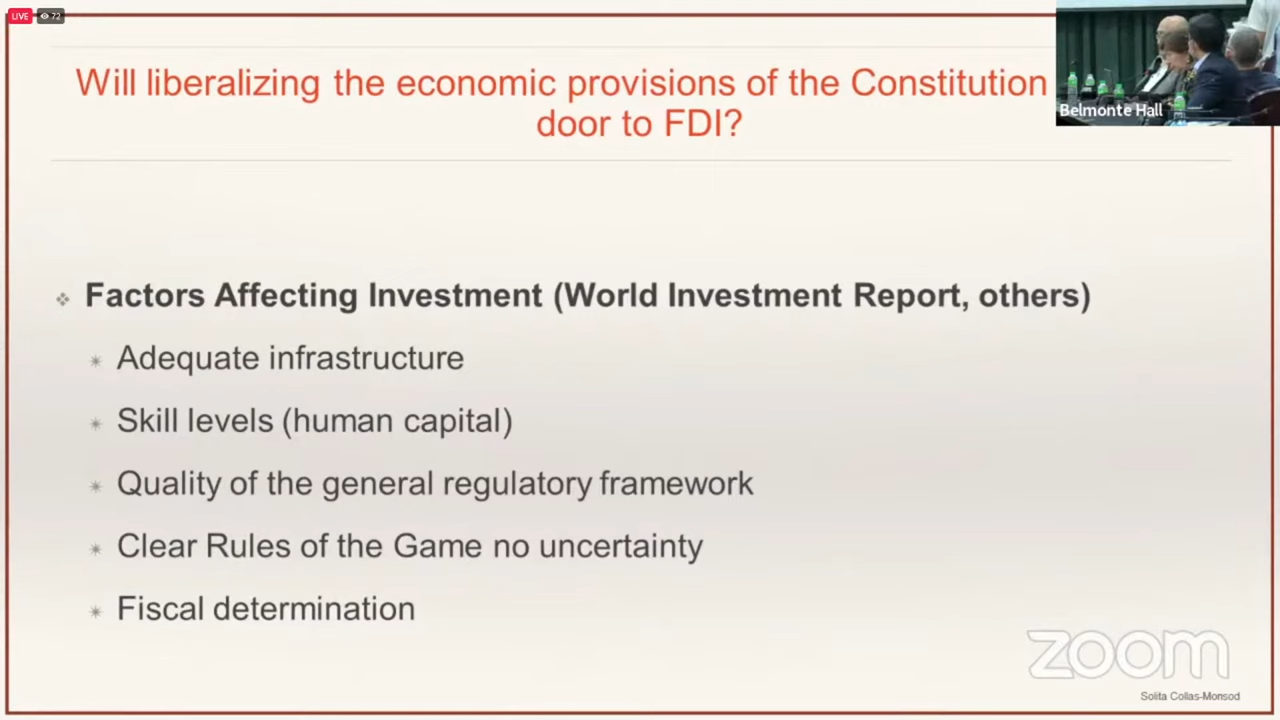 LIVE 72
Will liberalizing the economic provisions of the Constitution
door to FDI?
Belmonte Hall
Factors Affecting Investment (World Investment Report, others)
Adequate infrastructure
Skill levels (human capital)
Quality of the general regulatory framework
Clear Rules of the Game no uncertainty
Fiscal determination
zoom
Solita Collas-Monsod